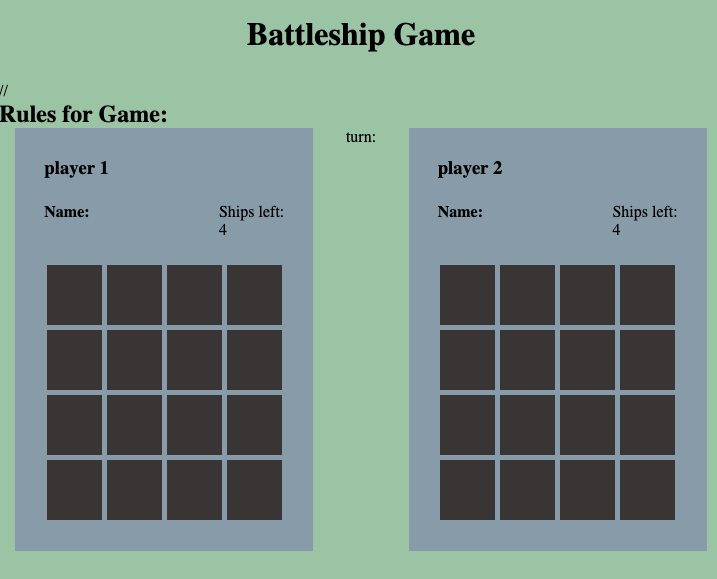 Battleship Game
//
Rules for Game:
turn:
player 1
Name:
Ships left:
4
player 2
Name:
Ships left:
4